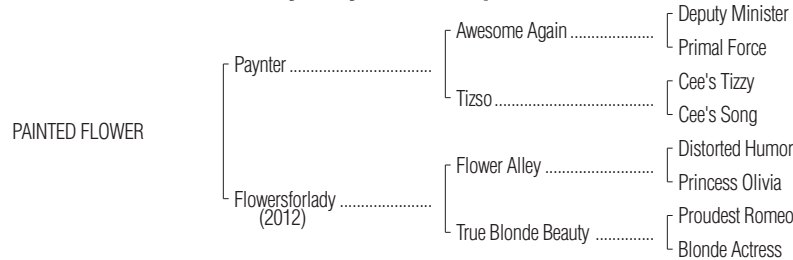 Deputy Minister
Awesome Again ....................
Primal Force
Paynter ................................
Cee's Tizzy
Tizso ....................................
Cee's Song
PAINTED FLOWER
Distorted Humor
Flower Alley ........................
Princess Olivia
Flowersforlady .....................
(2012)
Proudest Romeo
True Blonde Beauty .............
Blonde Actress